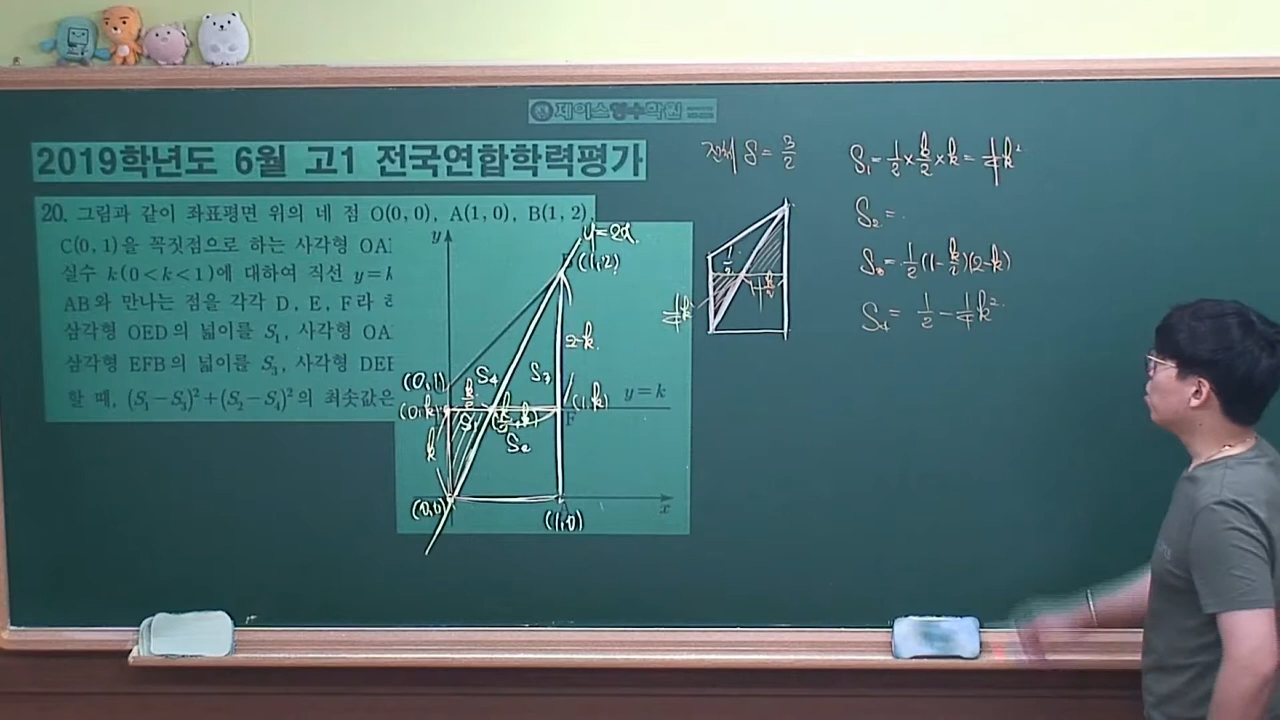 제이스영수학원
2019학년도 6월 고1 전국연합학력평가
20. 그림과 같이 좌표평면 위의 네 점 O(0, 0), A(1, 0), B(1, 2),
C(0, 1)을 꼭짓점으로 하는 사각형 OA
실수 k(0<k<1)에 대하여 직선 y=k
AB와 만나는 점을 각각 D, E, F라 하
삼각형 OED의 넓이를 S₁, 사각형 OA
삼각형 EFB의 넓이를 S₃, 사각형 DEB
할 때, (S₁-S₃)²+(S₂-S₄)²의 최솟값은
y
y=2x
(1,2)
2-k
(0,1)
S₄
S₃
(0,k)
k/2
(1,k)
y=k
F
k
S₁
S₂
(0,0)
A
(1,0)
x
전체 S = 3/2
1/2
1/4k²
S₁ = 1/2 × k/2 × k = 1/4k²
S₂ =
S₃ = 1/2(1-k/2)(2-k)
S₄ = 1/2 - 1/4k²